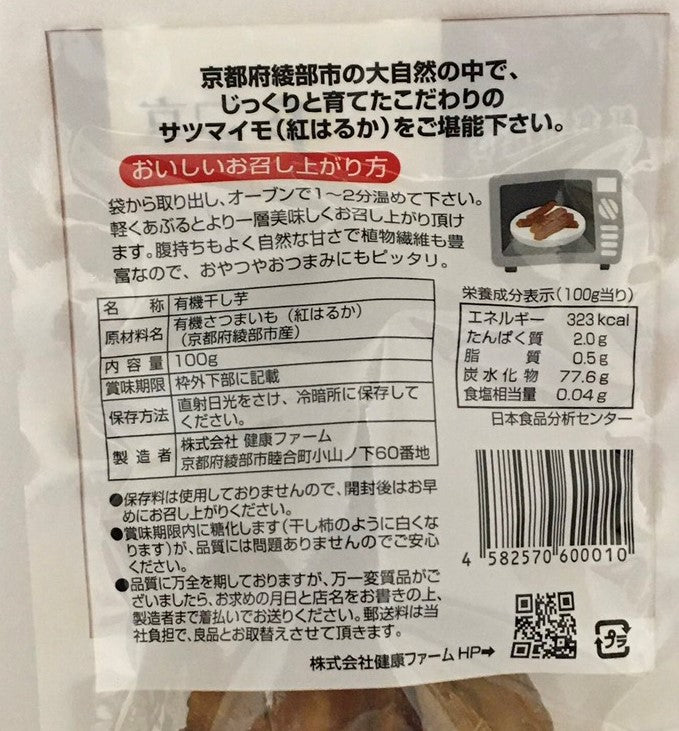 京都府綾部市の大自然の中で、
じっくりと育てたこだわりの
サツマイモ(紅はるか)をご堪能下さい。
おいしいお召し上がり方
袋から取り出し、オーブンで1〜2分温めて下さい。
軽くあぶるとより一層美味しくお召し上がり頂け
ます。腹持ちもよく自然な甘さで植物繊維も豊
富なので、おやつやおつまみにもピッタリ。
名称 有機干し芋
原材料名 有機さつまいも(紅はるか)
(京都府綾部市産)
内容量 100g
賞味期限 枠外下部に記載
保存方法 直射日光をさけ、冷暗所に保存して
ください。
製造者 株式会社 健康ファーム
京都府綾部市睦合町小山ノ下60番地
栄養成分表示(100g当り)
エネルギー 323kcal
たんぱく質 2.0g
脂質 0.5g
炭水化物 77.6g
食塩相当量 0.04g
日本食品分析センター
●保存料は使用しておりませんので、開封後はお早
めにお召し上がりください。
●賞味期限内に糖化します(干し柿のように白くな
ります)が、品質には問題ありませんのでご安心
ください。
●品質に万全を期しておりますが、万一変質品がご
ざいましたら、お求めの月日と店名をお書きの上、
製造者まで着払いでお送りください。郵送料は当
社負担で、良品とお取替えさせて頂きます。
4 582570 600010
株式会社健康ファームHP➡
プラ